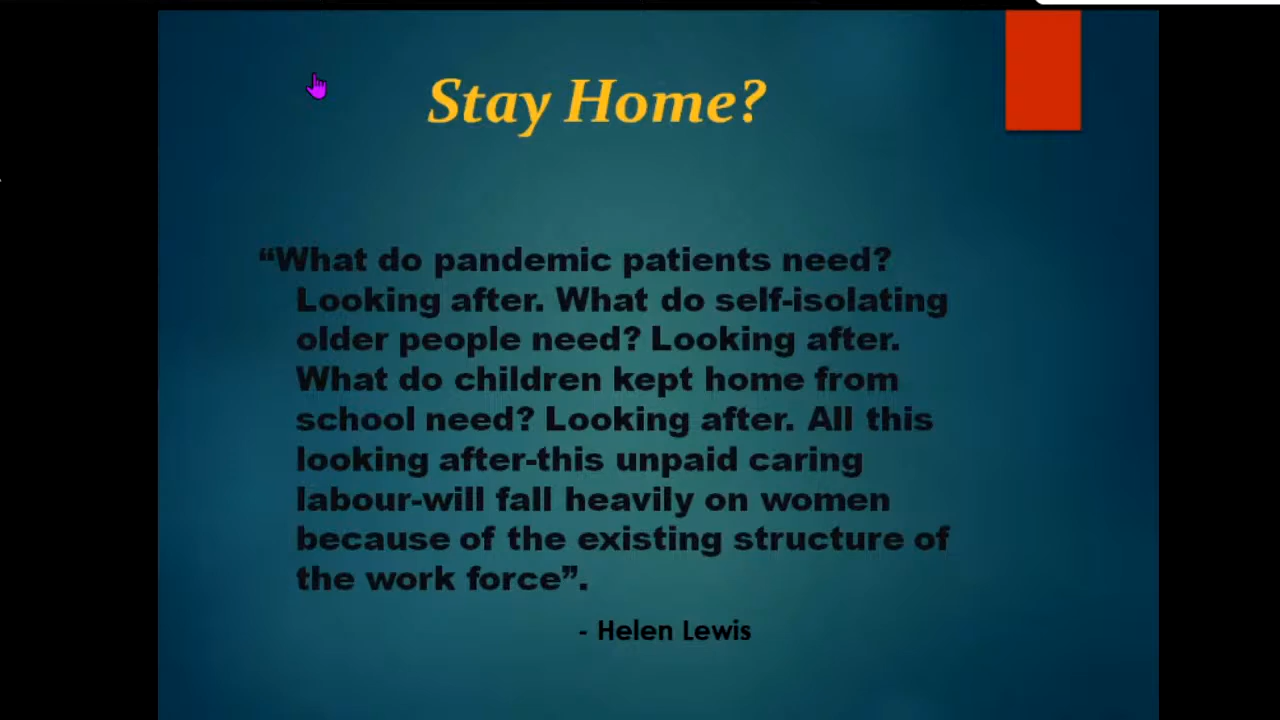 Stay Home?
“What do pandemic patients need?
Looking after. What do self-isolating
older people need? Looking after.
What do children kept home from
school need? Looking after. All this
looking after-this unpaid caring
labour-will fall heavily on women
because of the existing structure of
the work force”.
- Helen Lewis